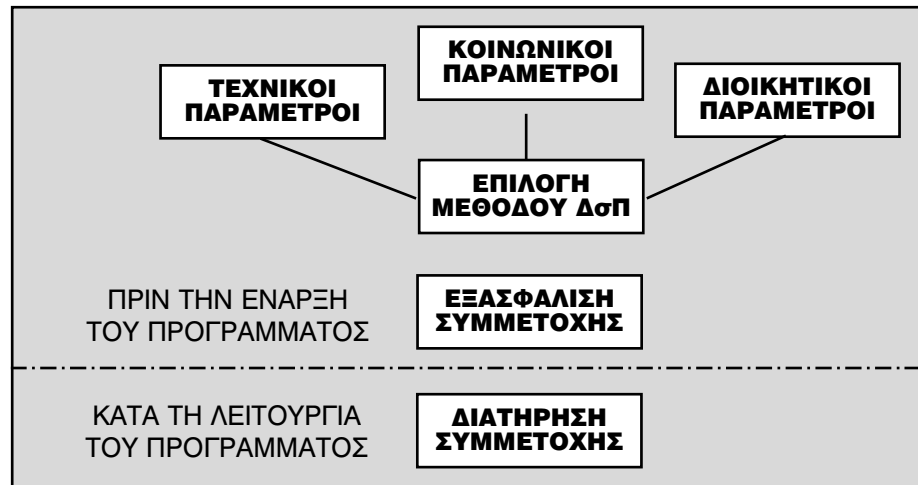 ΚΟΙΝΩΝΙΚΟΙ
ΠΑΡΑΜΕΤΡΟΙ
ΤΕΧΝΙΚΟΙ
ΠΑΡΑΜΕΤΡΟΙ
ΔΙΟΙΚΗΤΙΚΟΙ
ΠΑΡΑΜΕΤΡΟΙ
ΕΠΙΛΟΓΗ
ΜΕΘΟΔΟΥ ΔσΠ
ΠΡΙΝ ΤΗΝ ΕΝΑΡΞΗ
ΤΟΥ ΠΡΟΓΡΑΜΜΑΤΟΣ
ΕΞΑΣΦΑΛΙΣΗ
ΣΥΜΜΕΤΟΧΗΣ
ΚΑΤΑ ΤΗ ΛΕΙΤΟΥΡΓΙΑ
ΤΟΥ ΠΡΟΓΡΑΜΜΑΤΟΣ
ΔΙΑΤΗΡΗΣΗ
ΣΥΜΜΕΤΟΧΗΣ